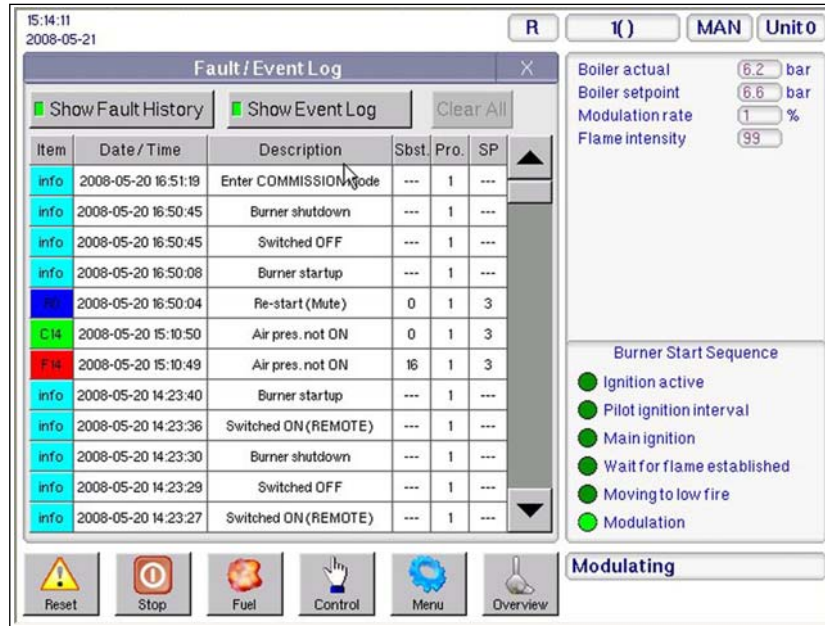 15:14:11
2008-05-21
R
1( )
MAN
Unit 0
Fault / Event Log X
Show Fault History Show Event Log Clear All
Item Date / Time Description Sbst. Pro. SP
info 2008-05-20 16:51:19 Enter COMMISSION Mode --- 1 ---
info 2008-05-20 16:50:45 Burner shutdown --- 1 ---
info 2008-05-20 16:50:45 Switched OFF --- 1 ---
info 2008-05-20 16:50:08 Burner startup --- 1 ---
2008-05-20 16:50:04 Re-start (Mute) 0 1 3
C14 2008-05-20 15:10:50 Air pres. not ON 0 1 3
F14 2008-05-20 15:10:49 Air pres. not ON 16 1 3
info 2008-05-20 14:23:40 Burner startup --- 1 ---
info 2008-05-20 14:23:36 Switched ON (REMOTE) --- 1 ---
info 2008-05-20 14:23:30 Burner shutdown --- 1 ---
info 2008-05-20 14:23:29 Switched OFF --- 1 ---
info 2008-05-20 14:23:27 Switched ON (REMOTE) --- 1 ---
Boiler actual 6.2 bar
Boiler setpoint 6.6 bar
Modulation rate 1 %
Flame intensity 99
Burner Start Sequence
Ignition active
Pilot ignition interval
Main ignition
Wait for flame established
Moving to low fire
Modulation
Reset Stop Fuel Control Menu Overview
Modulating